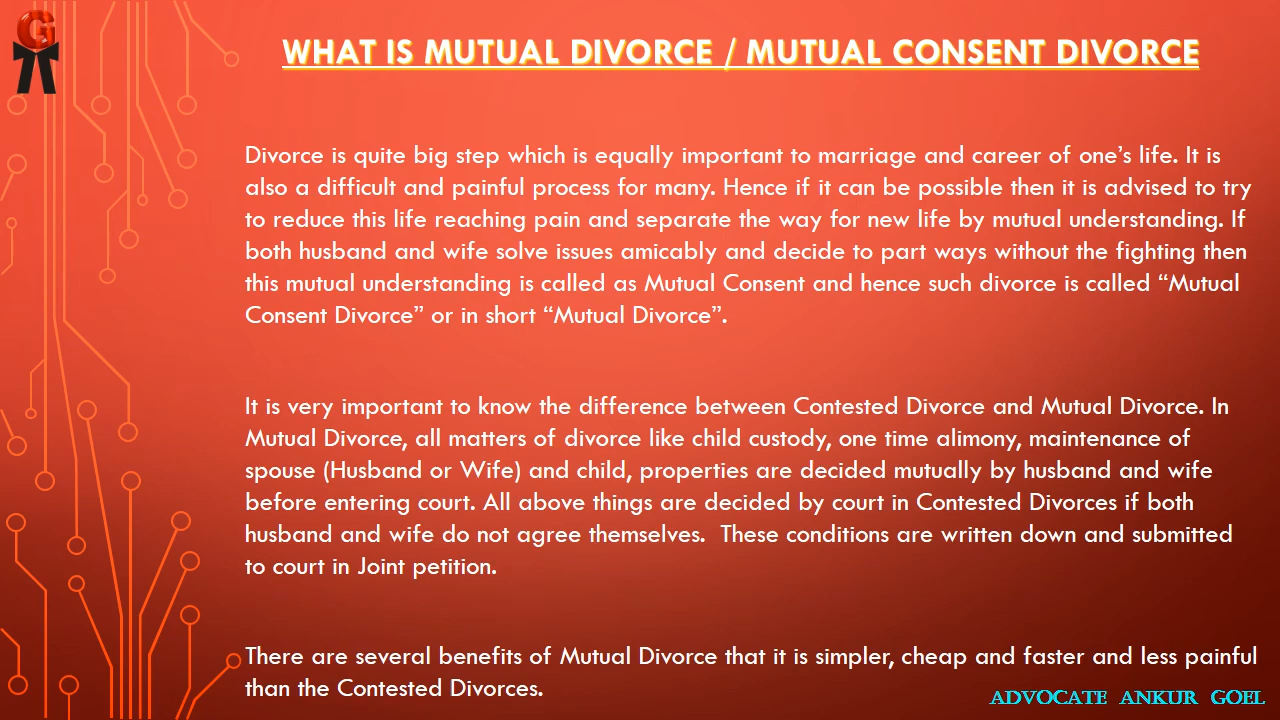 G
WHAT IS MUTUAL DIVORCE / MUTUAL CONSENT DIVORCE
Divorce is quite big step which is equally important to marriage and career of one’s life. It is
also a difficult and painful process for many. Hence if it can be possible then it is advised to try
to reduce this life reaching pain and separate the way for new life by mutual understanding. If
both husband and wife solve issues amicably and decide to part ways without the fighting then
this mutual understanding is called as Mutual Consent and hence such divorce is called “Mutual
Consent Divorce” or in short “Mutual Divorce”.
It is very important to know the difference between Contested Divorce and Mutual Divorce. In
Mutual Divorce, all matters of divorce like child custody, one time alimony, maintenance of
spouse (Husband or Wife) and child, properties are decided mutually by husband and wife
before entering court. All above things are decided by court in Contested Divorces if both
husband and wife do not agree themselves.  These conditions are written down and submitted
to court in Joint petition.
There are several benefits of Mutual Divorce that it is simpler, cheap and faster and less painful
than the Contested Divorces.
ADVOCATE ANKUR GOEL